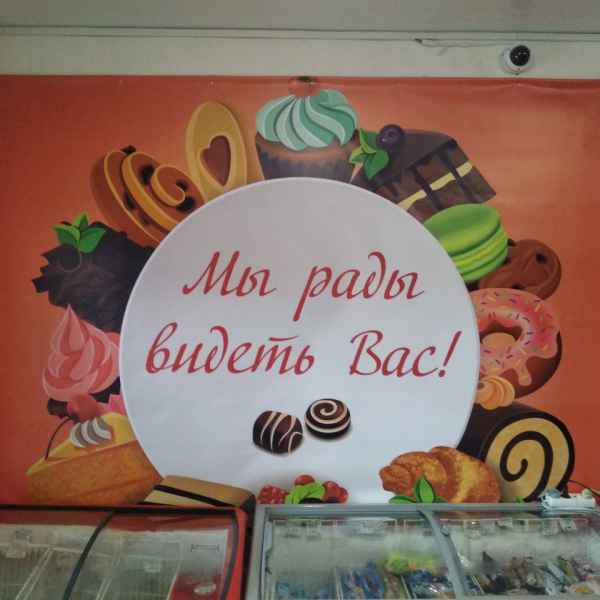 Мы рады
видеть Вас!